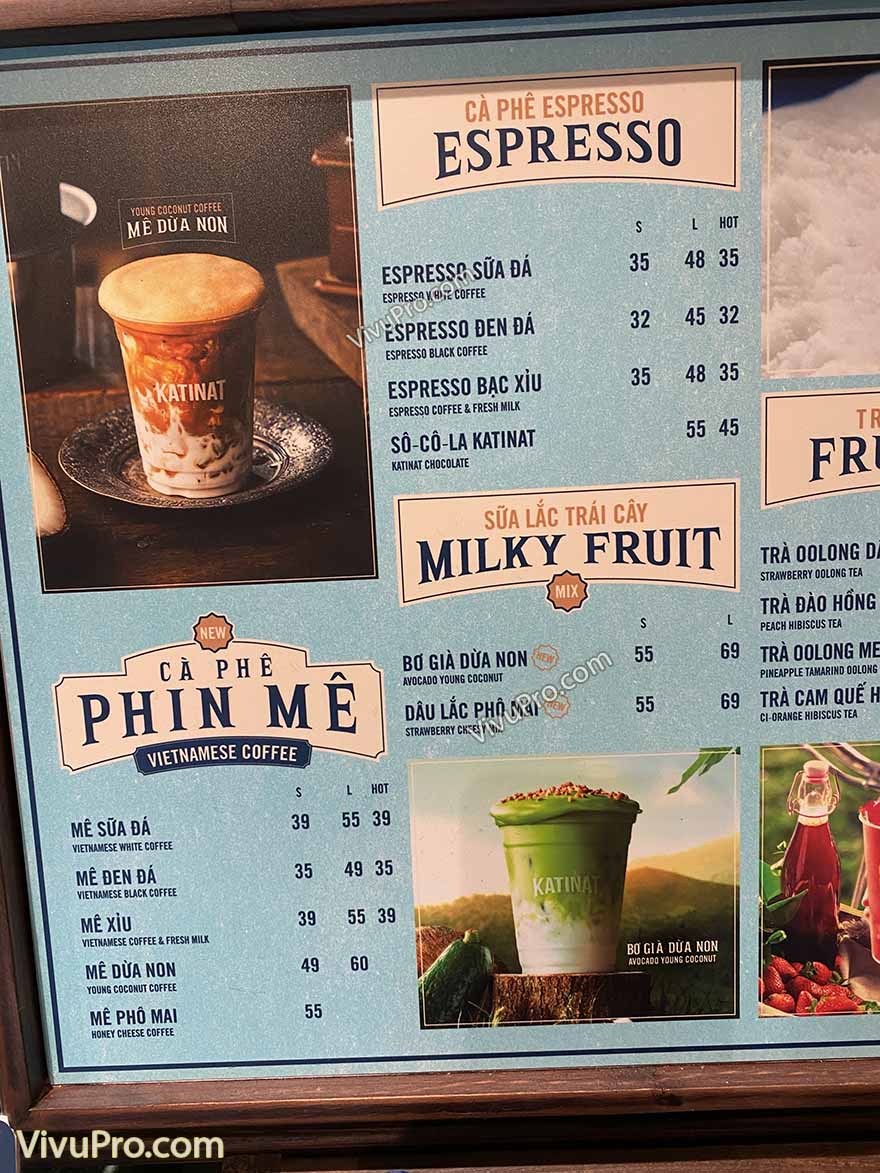 YOUNG COCONUT COFFEE
MÊ DỪA NON
KATINAT
CÀ PHÊ ESPRESSO
ESPRESSO
S L HOT
ESPRESSO SỮA ĐÁ 35 48 35
ESPRESSO WHITE COFFEE
ESPRESSO ĐEN ĐÁ 32 45 32
ESPRESSO BLACK COFFEE
ESPRESSO BẠC XỈU 35 48 35
ESPRESSO COFFEE & FRESH MILK
SÔ-CÔ-LA KATINAT 55 45
KATINAT CHOCOLATE
VivuPro.com
SỮA LẮC TRÁI CÂY
MILKY FRUIT
MIX
S L
BƠ GIÀ DỪA NON NEW 55 69
AVOCADO YOUNG COCONUT
DÂU LẮC PHÔ MAI NEW 55 69
STRAWBERRY
VivuPro.com
KATINAT
BƠ GIÀ DỪA NON
AVOCADO YOUNG COCONUT
NEW
CÀ PHÊ
PHIN MÊ
VIETNAMESE COFFEE
S L HOT
MÊ SỮA ĐÁ 39 55 39
VIETNAMESE WHITE COFFEE
MÊ ĐEN ĐÁ 35 49 35
VIETNAMESE BLACK COFFEE
MÊ XỈU 39 55 39
VIETNAMESE COFFEE & FRESH MILK
MÊ DỪA NON 49 60
YOUNG COCONUT COFFEE
MÊ PHÔ MAI 55
HONEY CHEESE COFFEE
TR
FRU
TRÀ OOLONG DÂ
STRAWBERRY OOLONG TEA
TRÀ ĐÀO HỒNG
PEACH HIBISCUS TEA
TRÀ OOLONG ME
PINEAPPLE TAMARIND OOLONG
TRÀ CAM QUẾ H
CI-ORANGE HIBISCUS TEA
VivuPro.com